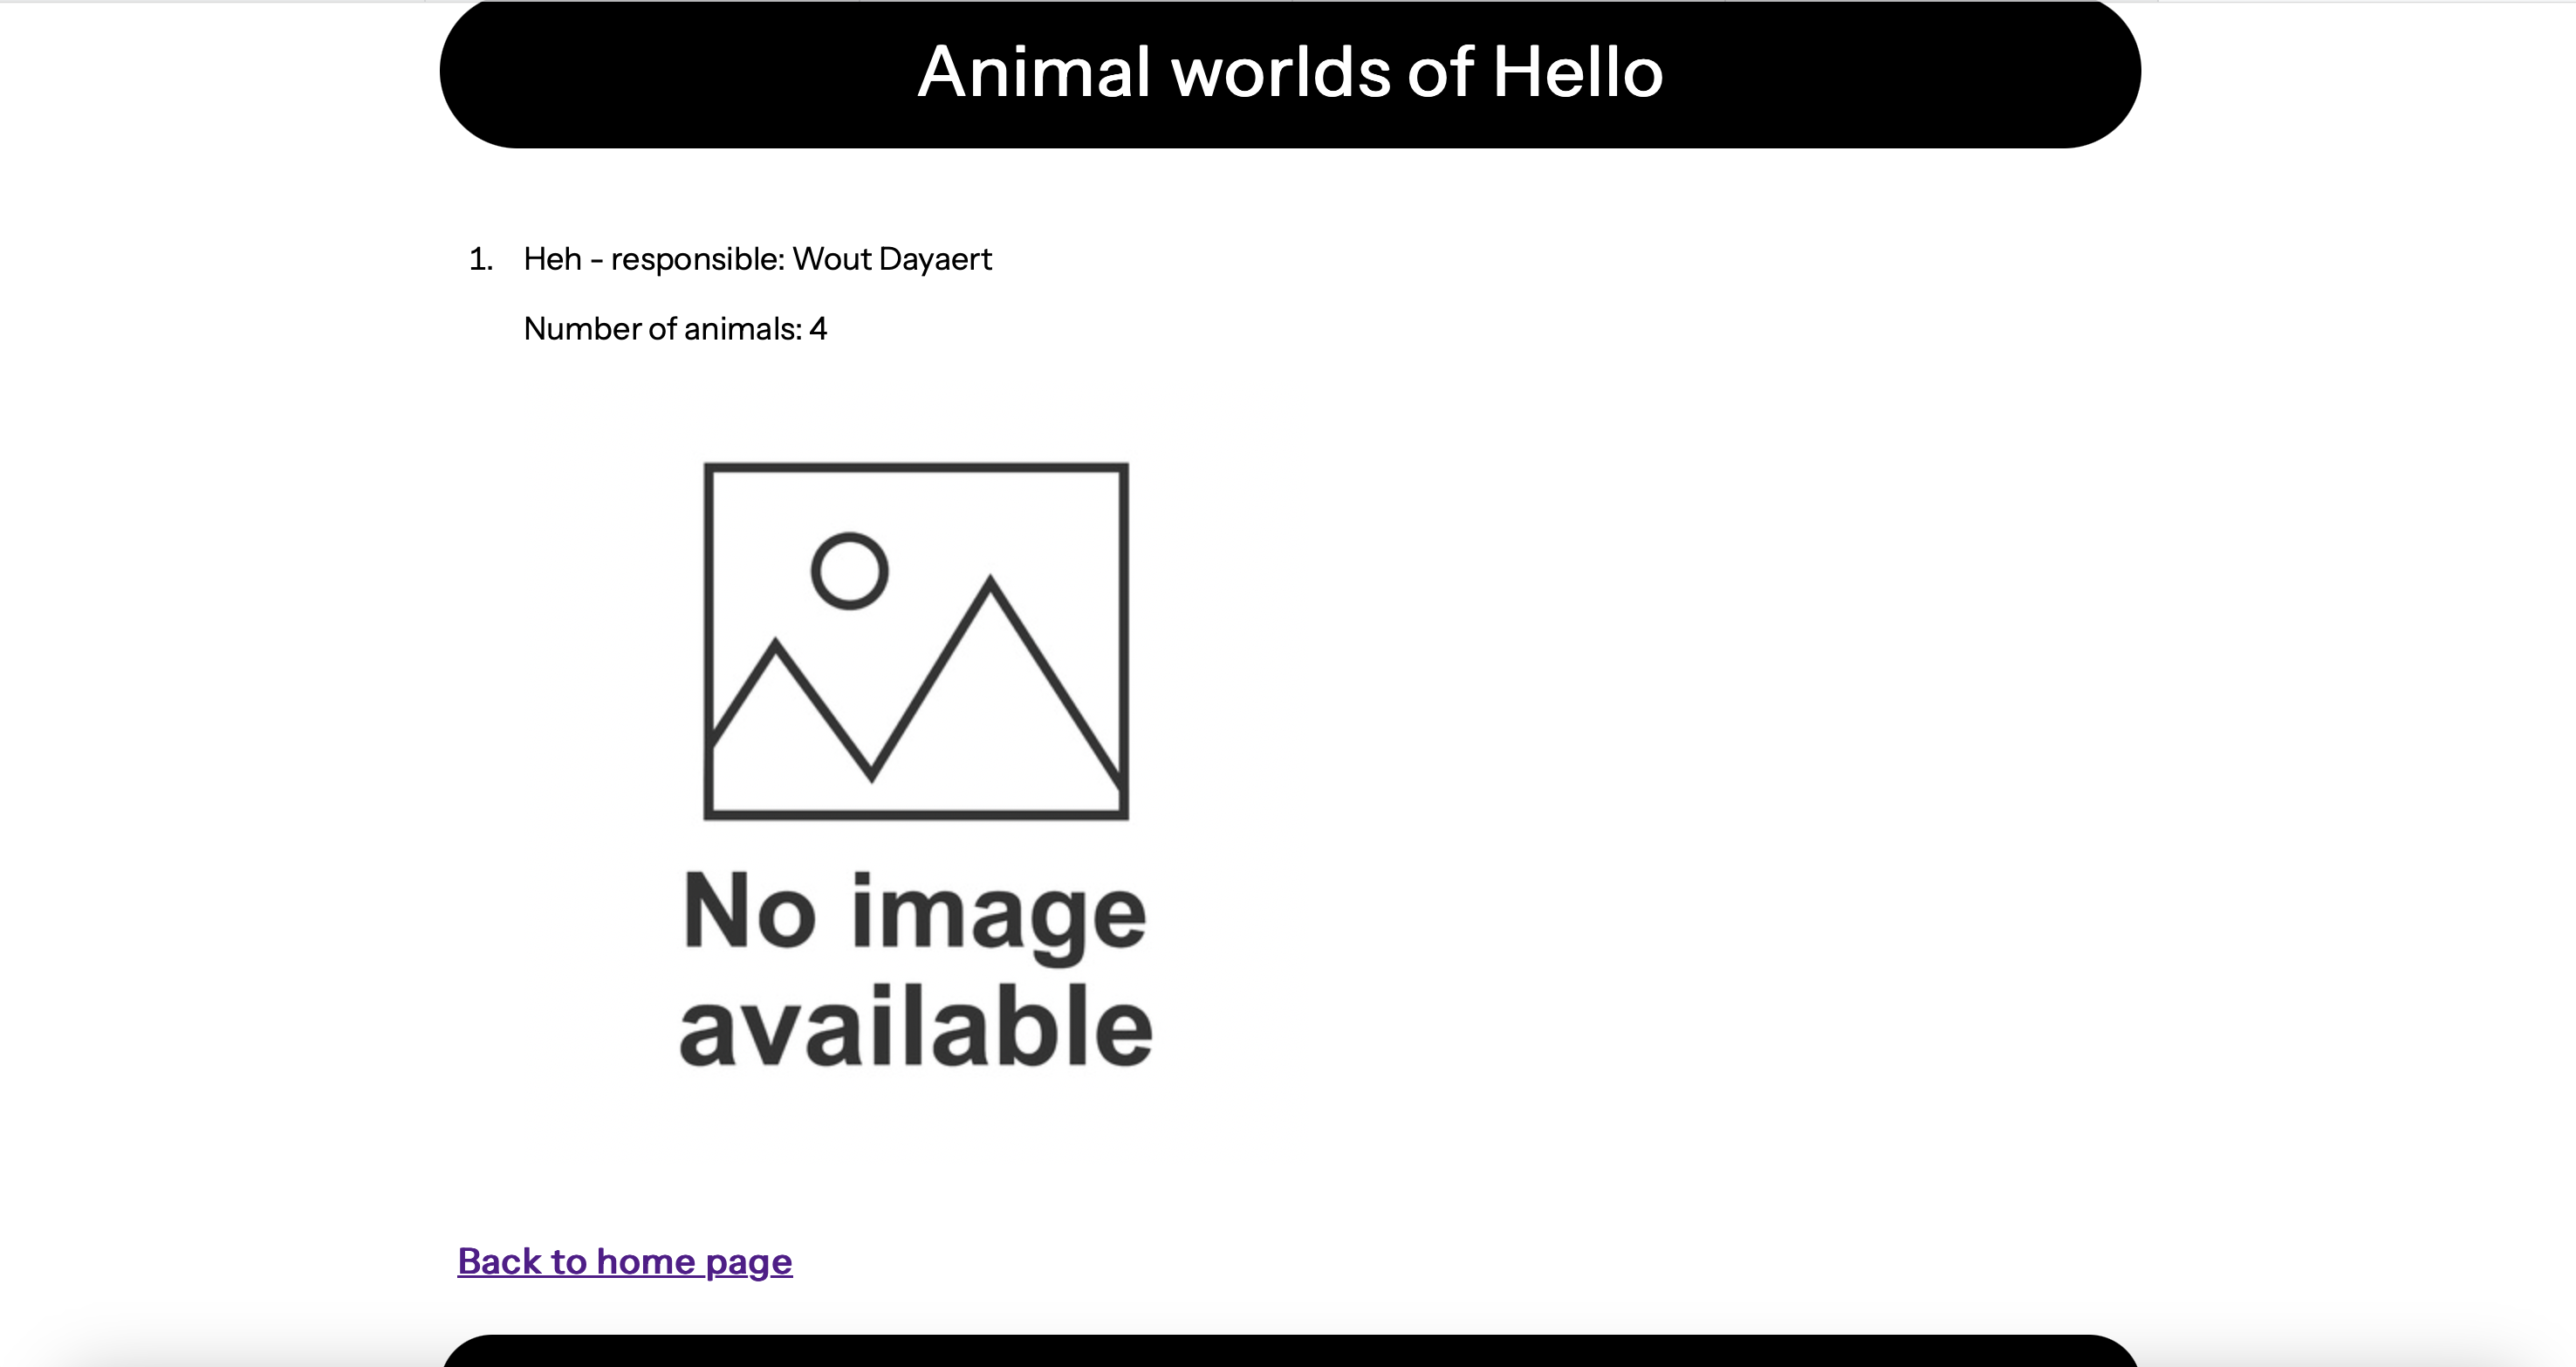 Animal worlds of Hello
1. Heh - responsible: Wout Dayaert
Number of animals: 4
No image
available
Back to home page